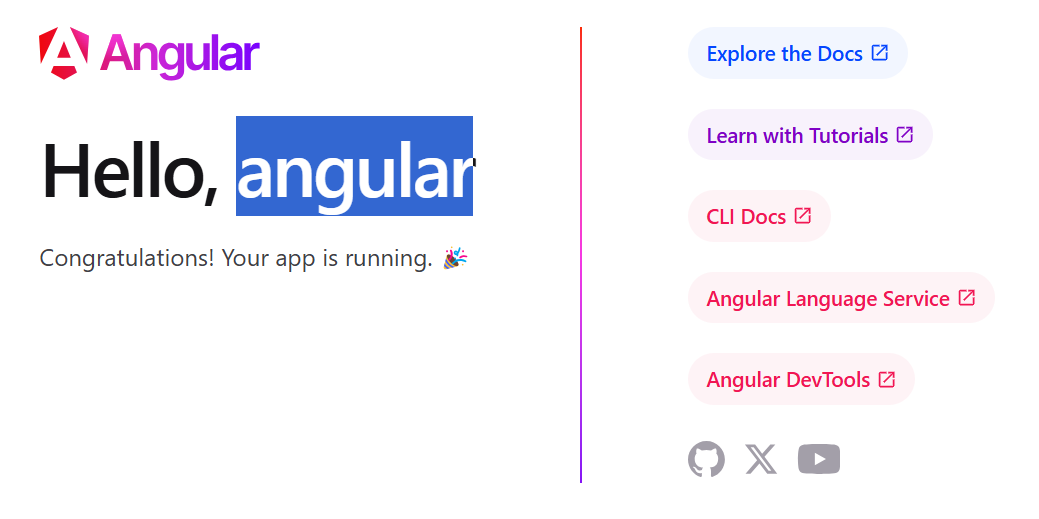 Angular
Hello, angular
Congratulations! Your app is running. 🎉
Explore the Docs
Learn with Tutorials
CLI Docs
Angular Language Service
Angular DevTools